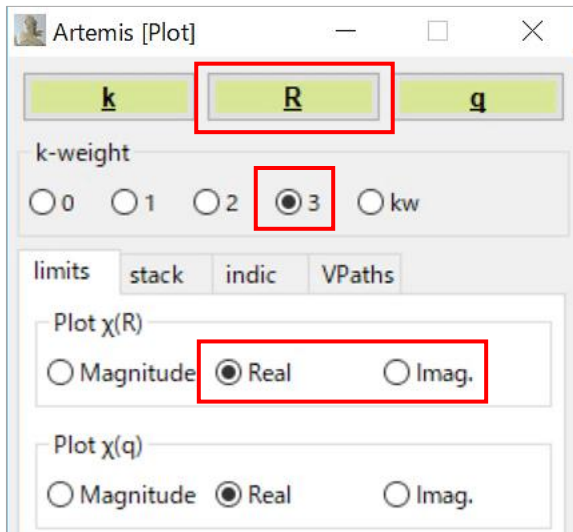 Artemis [Plot]
k R q
k-weight
0 1 2 3 kw
limits stack indic VPaths
Plot χ(R)
Magnitude Real Imag.
Plot χ(q)
Magnitude Real Imag.